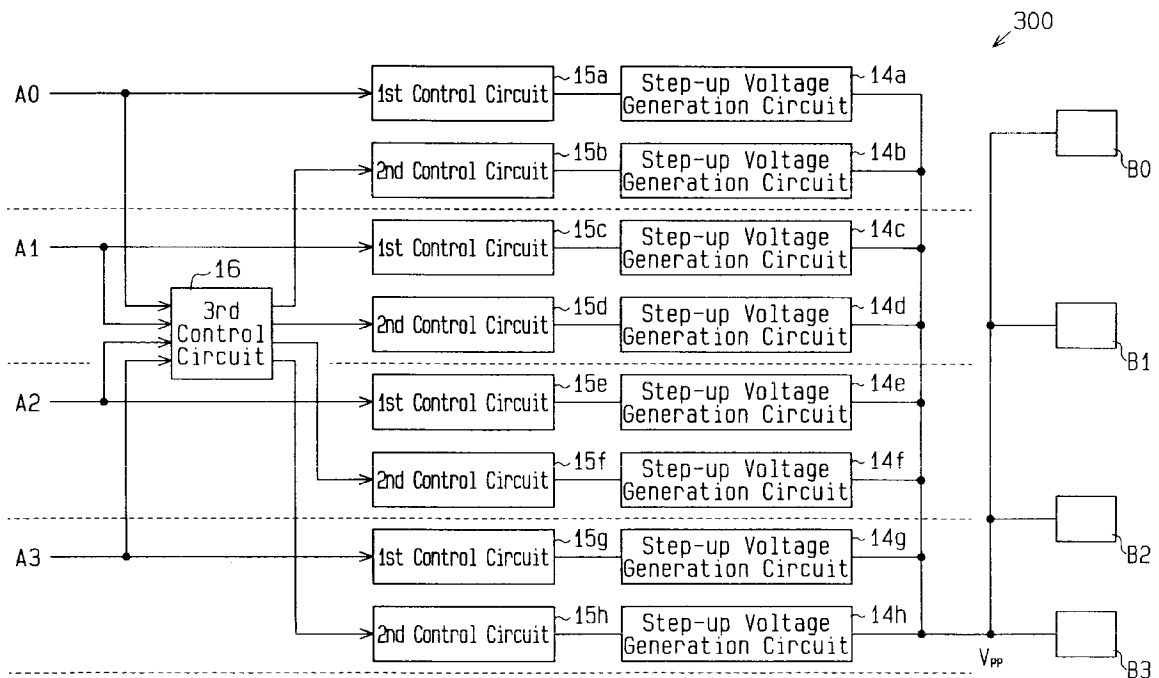 300
A0
1st Control Circuit
15a
Step-up Voltage
Generation Circuit
14a
B0
2nd Control Circuit
15b
Step-up Voltage
Generation Circuit
14b
A1
1st Control Circuit
15c
Step-up Voltage
Generation Circuit
14c
16
3rd
Control
Circuit
2nd Control Circuit
15d
Step-up Voltage
Generation Circuit
14d
B1
A2
1st Control Circuit
15e
Step-up Voltage
Generation Circuit
14e
2nd Control Circuit
15f
Step-up Voltage
Generation Circuit
14f
B2
A3
1st Control Circuit
15g
Step-up Voltage
Generation Circuit
14g
2nd Control Circuit
15h
Step-up Voltage
Generation Circuit
14h
VPP
B3